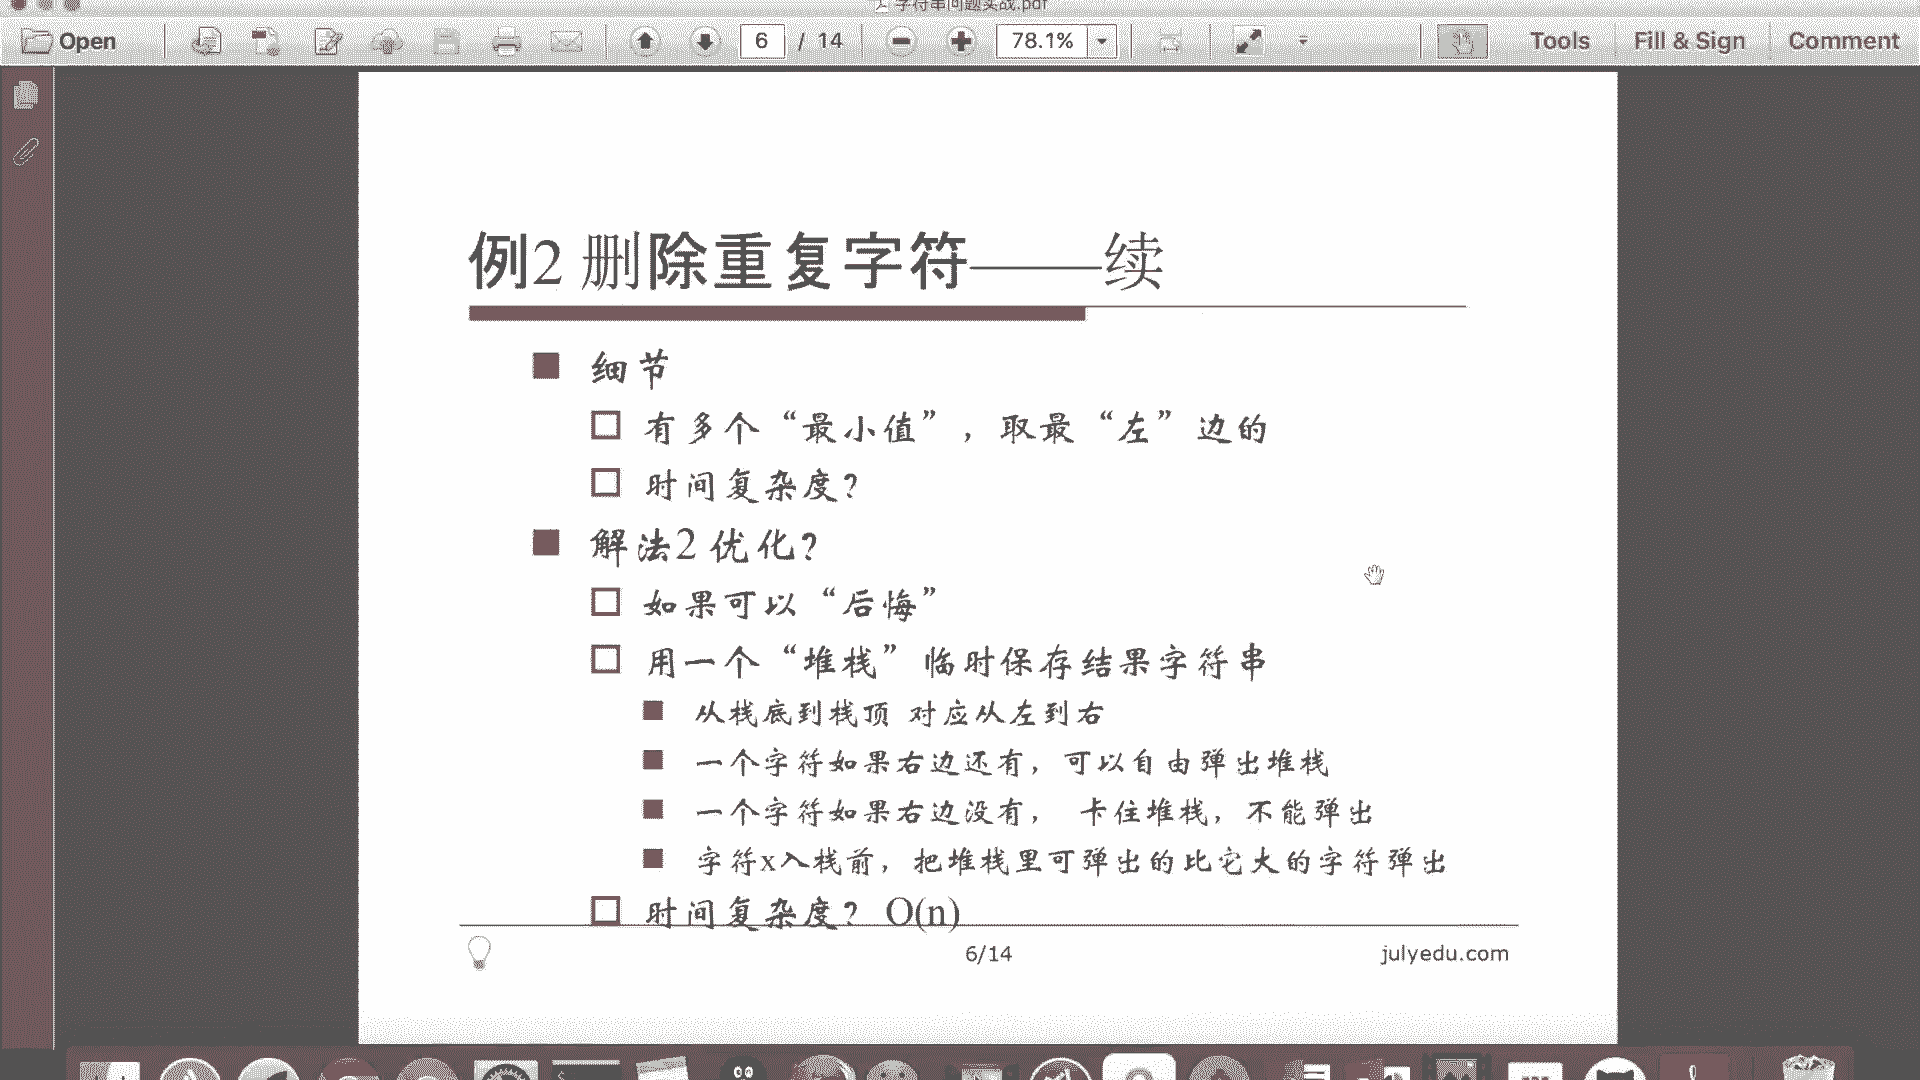 字符串问题实战.pdf
Open
6 / 14
78.1%
Tools
Fill & Sign
Comment
例2 删除重复字符——续
细节
有多个“最小值”，取最“左”边的
时间复杂度？
解法2 优化？
如果可以“后悔”
用一个“堆栈”临时保存结果字符串
从栈底到栈顶 对应从左到右
一个字符如果右边还有，可以自由弹出堆栈
一个字符如果右边没有， 卡住堆栈，不能弹出
字符x入栈前，把堆栈里可弹出的比它大的字符弹出
时间复杂度？ O(n)
6/14
julyedu.com